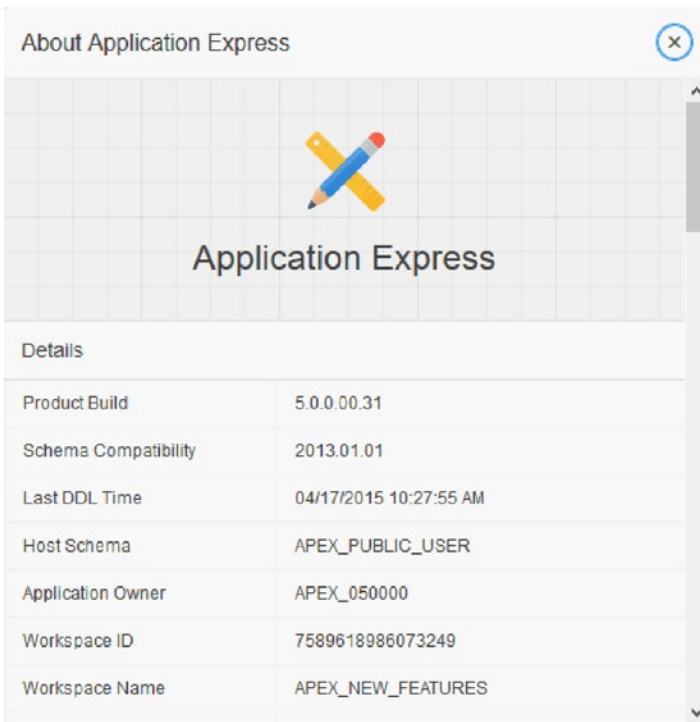 About Application Express
Application Express
Details
Product Build 5.0.0.00.31
Schema Compatibility 2013.01.01
Last DDL Time 04/17/2015 10:27:55 AM
Host Schema APEX_PUBLIC_USER
Application Owner APEX_050000
Workspace ID 7589618986073249
Workspace Name APEX_NEW_FEATURES